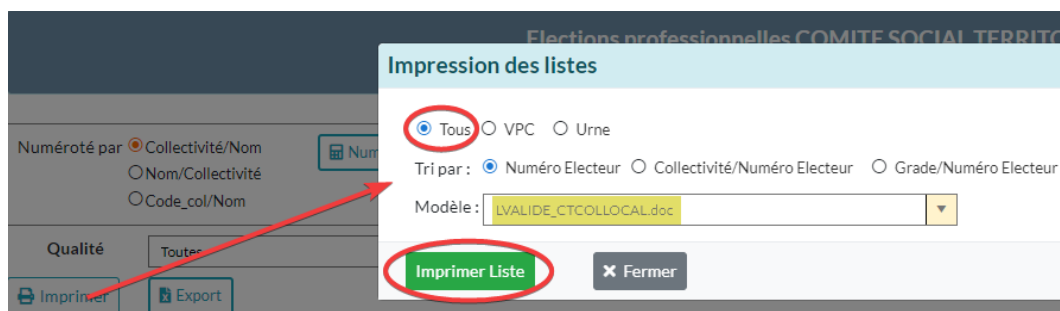 Elections professionnelles COMITE SOCIAL TERRITO
Impression des listes
Tous VPC Urne
Numéroté par Collectivité/Nom
Num
Nom/Collectivité
Code_col/Nom
Tri par : Numéro Electeur Collectivité/Numéro Electeur Grade/Numéro Electeur
Modèle : LVALIDE_CTCOLLOCAL.doc
Qualité Toutes
Imprimer Liste Fermer
Imprimer Export